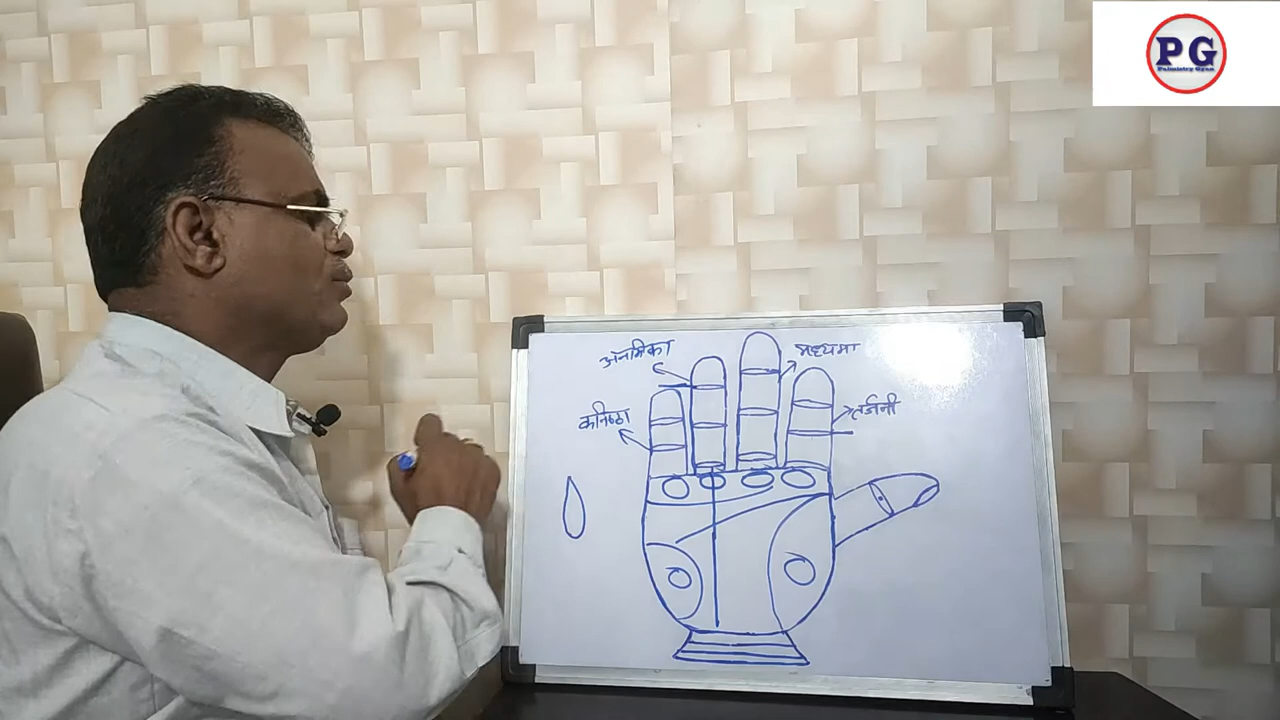 PG
Palmistry Gyan
अनामिका
मध्यमा
कनिष्ठा
तर्जनी